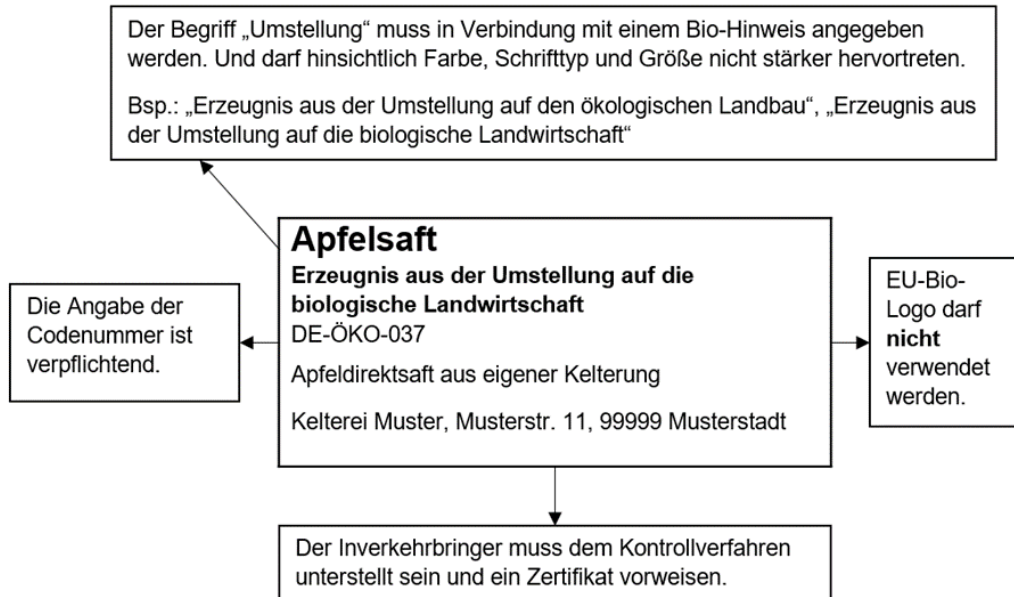 Der Begriff „Umstellung“ muss in Verbindung mit einem Bio-Hinweis angegeben
werden. Und darf hinsichtlich Farbe, Schrifttyp und Größe nicht stärker hervortreten.
Bsp.: „Erzeugnis aus der Umstellung auf den ökologischen Landbau“, „Erzeugnis aus
der Umstellung auf die biologische Landwirtschaft“
Die Angabe der
Codenummer ist
verpflichtend.
Apfelsaft
Erzeugnis aus der Umstellung auf die
biologische Landwirtschaft
DE-ÖKO-037
Apfeldirektsaft aus eigener Kelterung
Kelterei Muster, Musterstr. 11, 99999 Musterstadt
EU-Bio-
Logo darf
nicht
verwendet
werden.
Der Inverkehrbringer muss dem Kontrollverfahren
unterstellt sein und ein Zertifikat vorweisen.